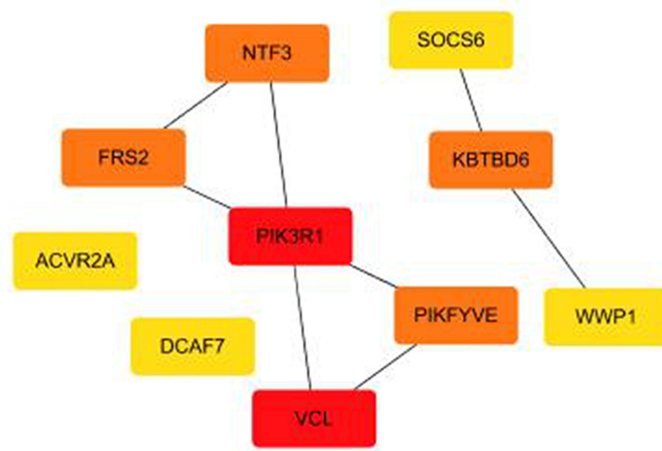 SOCS6
NTF3
FRS2
KBTBD6
PIK3R1
ACVR2A
PIKFYVE
WWP1
DCAF7
VCL